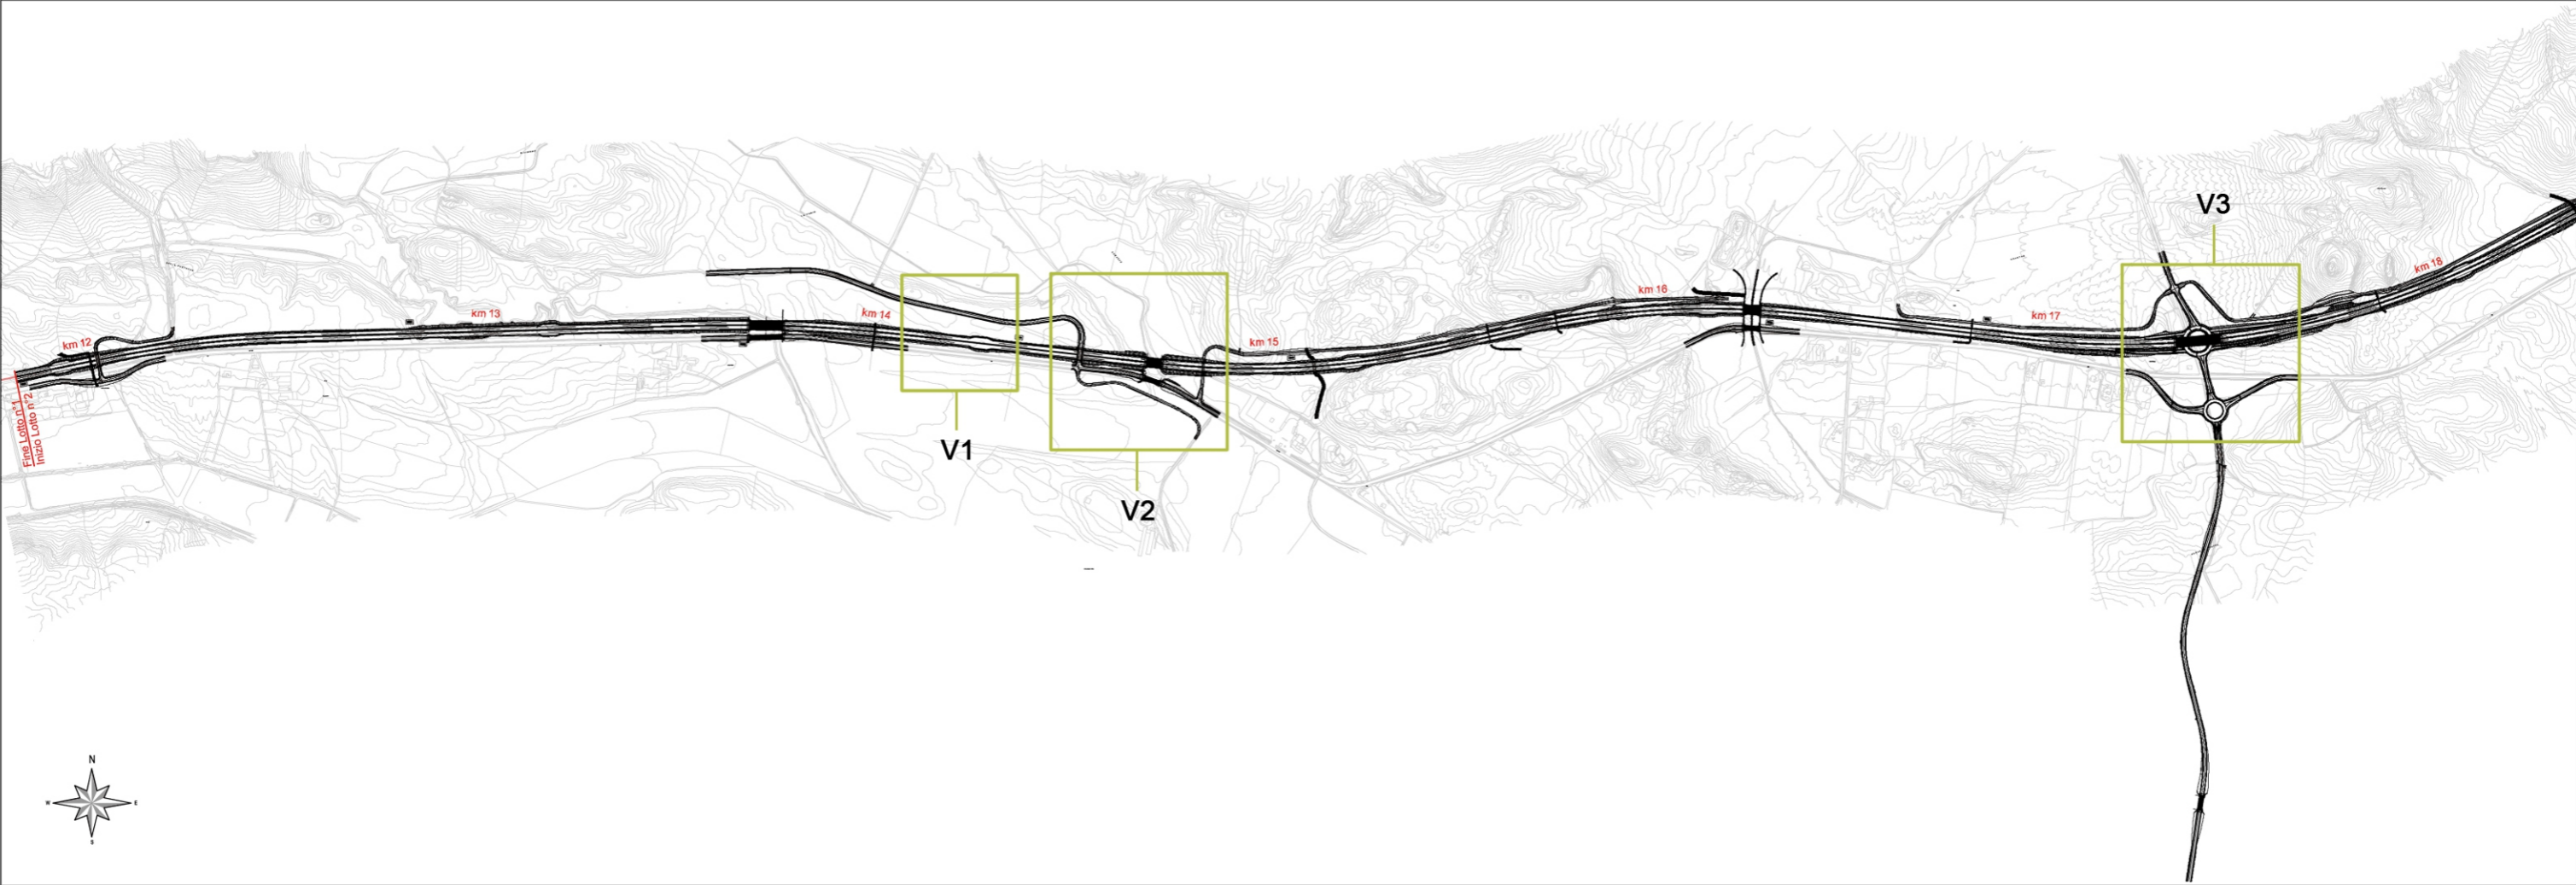 V3
km 18
km 16
km 13
km 14
km 17
km 12
km 15
Fine Lotto n°1
Inizio Lotto n°2
V1
V2
N
W
E
S